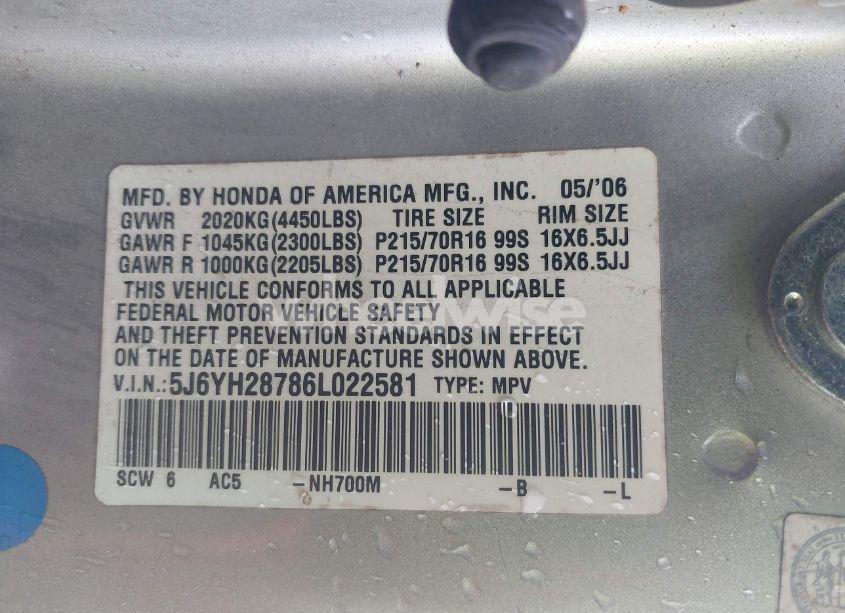 MFD. BY HONDA OF AMERICA MFG., INC. 05/'06
GVWR 2020KG(4450LBS) TIRE SIZE RIM SIZE
GAWR F 1045KG(2300LBS) P215/70R16 99S 16X6.5JJ
GAWR R 1000KG(2205LBS) P215/70R16 99S 16X6.5JJ
THIS VEHICLE CONFORMS TO ALL APPLICABLE
FEDERAL MOTOR VEHICLE SAFETY
AND THEFT PREVENTION STANDARDS IN EFFECT
ON THE DATE OF MANUFACTURE SHOWN ABOVE.
V.I.N.: 5J6YH28786L022581 TYPE: MPV
SCW 6 AC5 -NH700M -B -L